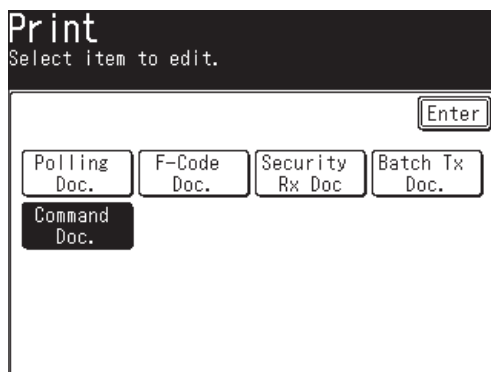 Print
Select item to edit.
Enter
Polling Doc.
F-Code Doc.
Security Rx Doc
Batch Tx Doc.
Command Doc.